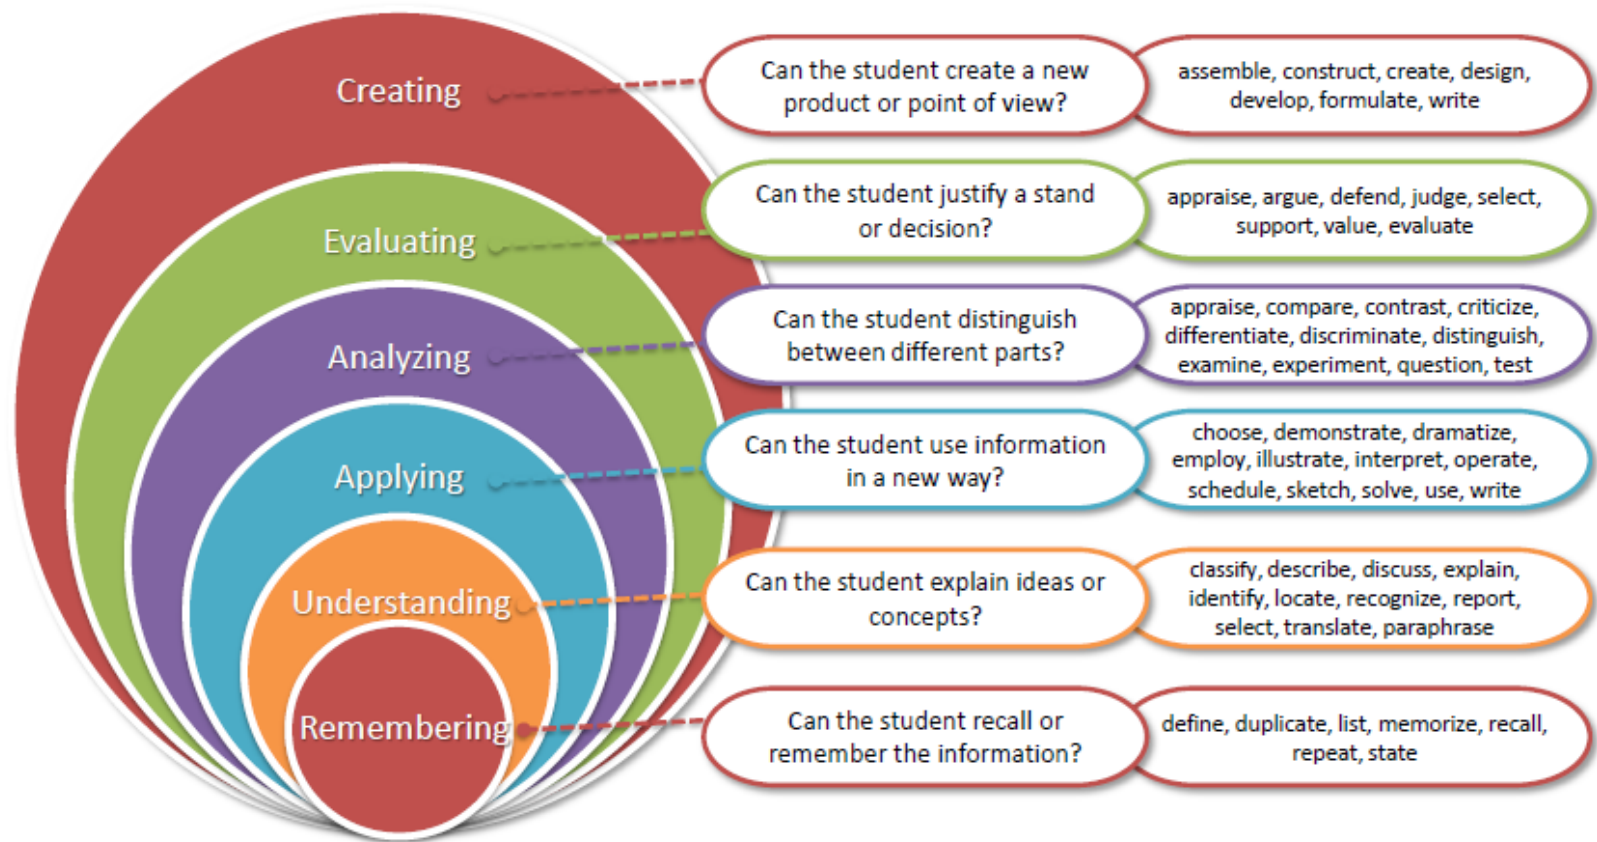 Creating
Can the student create a new
product or point of view?
assemble, construct, create, design,
develop, formulate, write
Evaluating
Can the student justify a stand
or decision?
appraise, argue, defend, judge, select,
support, value, evaluate
Analyzing
Can the student distinguish
between different parts?
appraise, compare, contrast, criticize,
differentiate, discriminate, distinguish,
examine, experiment, question, test
Applying
Can the student use information
in a new way?
choose, demonstrate, dramatize,
employ, illustrate, interpret, operate,
schedule, sketch, solve, use, write
Understanding
Can the student explain ideas or
concepts?
classify, describe, discuss, explain,
identify, locate, recognize, report,
select, translate, paraphrase
Remembering
Can the student recall or
remember the information?
define, duplicate, list, memorize, recall,
repeat, state